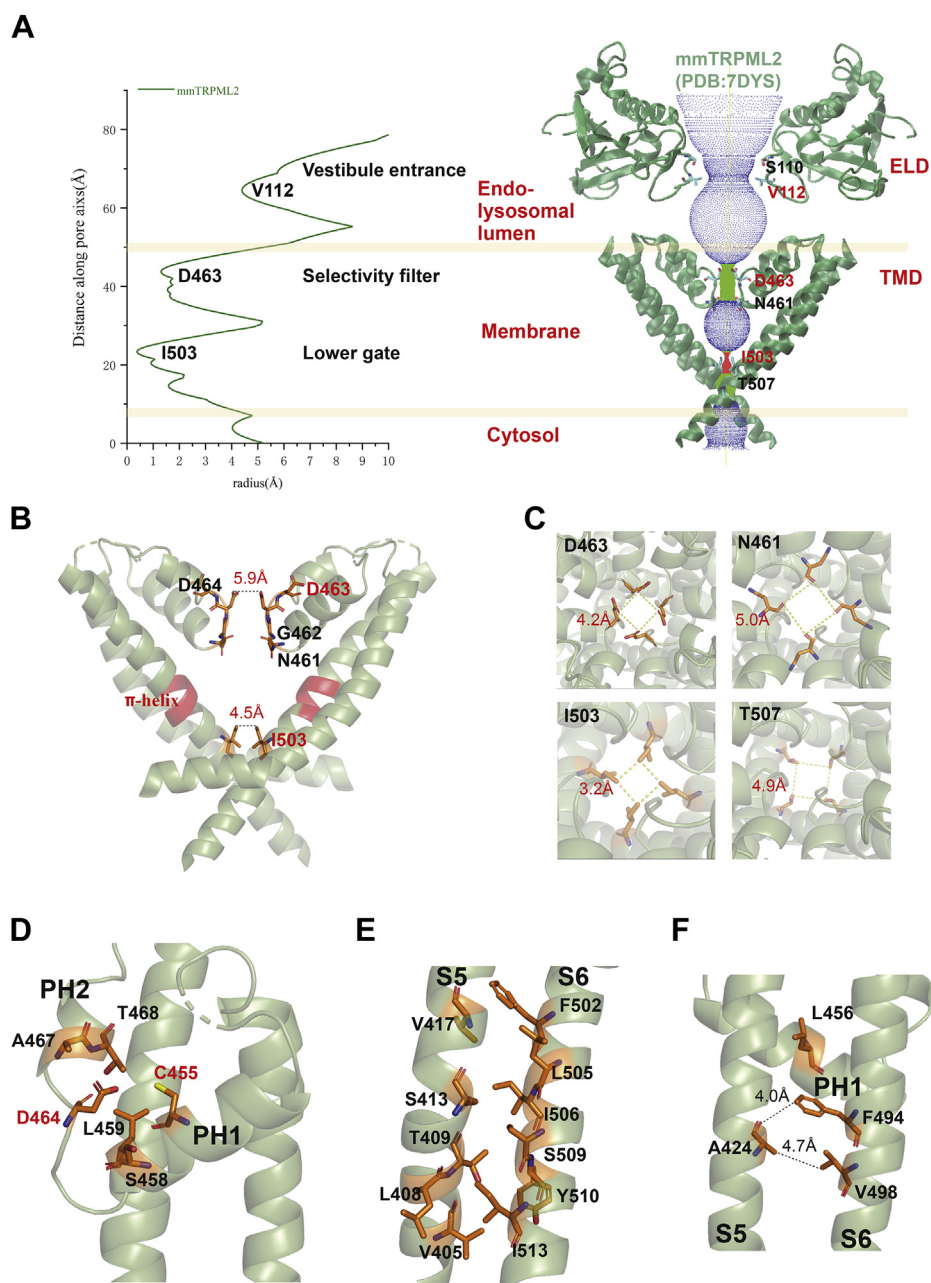 A
mmTRPML2
80
60
40
20
0
Distance along pore aixs(Å)
0 1 2 3 4 5 6 7 8 9 10
radius(Å)
Vestibule entrance
V112
D463
Selectivity filter
I503
Lower gate
Endo-
lysosomal
lumen
Membrane
Cytosol
mmTRPML2
(PDB:7DYS)
S110
V112
ELD
TMD
D463
N461
I503
T507
B
D464
5.9Å
D463
G462
N461
π-helix
4.5Å
I503
C
D463
4.2Å
N461
5.0Å
I503
3.2Å
T507
4.9Å
D
PH2
T468
A467
C455
D464
L459
PH1
S458
E
S5
S6
V417
F502
L505
S413
I506
T409
S509
L408
Y510
V405
I513
F
L456
PH1
4.0Å
F494
A424
4.7Å
V498
S5
S6